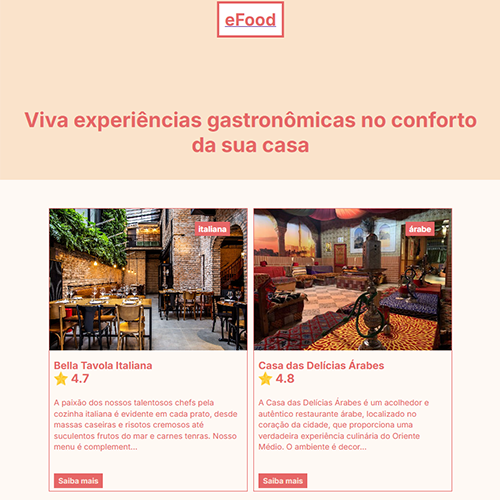 eFood
Viva experiências gastronômicas no conforto
da sua casa
italiana
árabe
Bella Tavola Italiana
4.7
A paixão dos nossos talentosos chefs pela
cozinha italiana é evidente em cada prato, desde
massas caseiras e risotos cremosos até
suculentos frutos do mar e carnes tenras. Nosso
menu é complement...
Saiba mais
Casa das Delícias Árabes
4.8
A Casa das Delícias Árabes é um acolhedor e
autêntico restaurante árabe, localizado no
coração da cidade, que proporciona uma
verdadeira experiência culinária do Oriente
Médio. O ambiente é decor...
Saiba mais